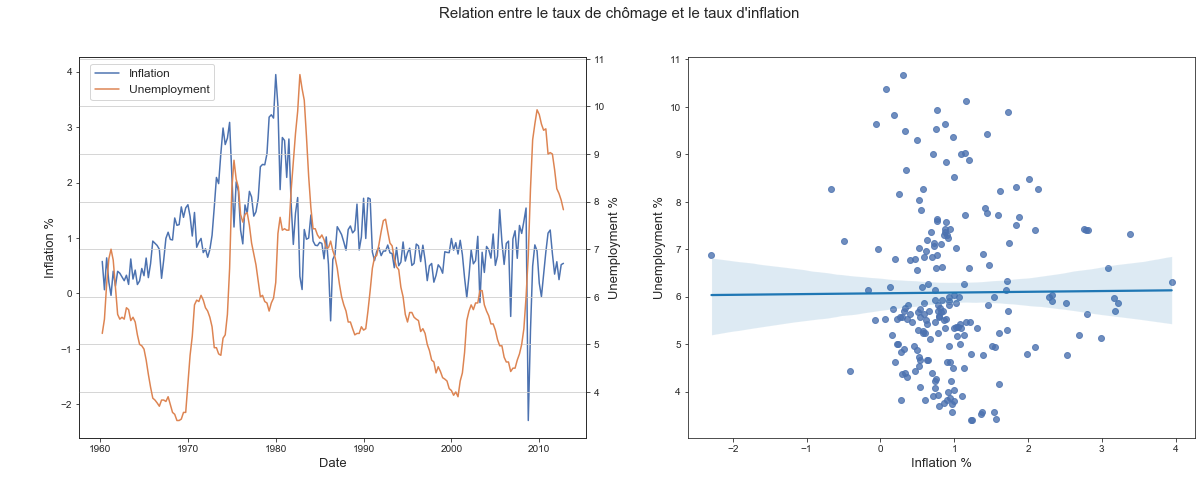 Relation entre le taux de chômage et le taux d'inflation
Inflation
Unemployment
4
3
2
1
0
−1
−2
Inflation %
1960 1970 1980 1990 2000 2010
Date
11
10
9
8
7
6
5
4
Unemployment %
11
10
9
8
7
6
5
4
Unemployment %
−2 −1 0 1 2 3 4
Inflation %